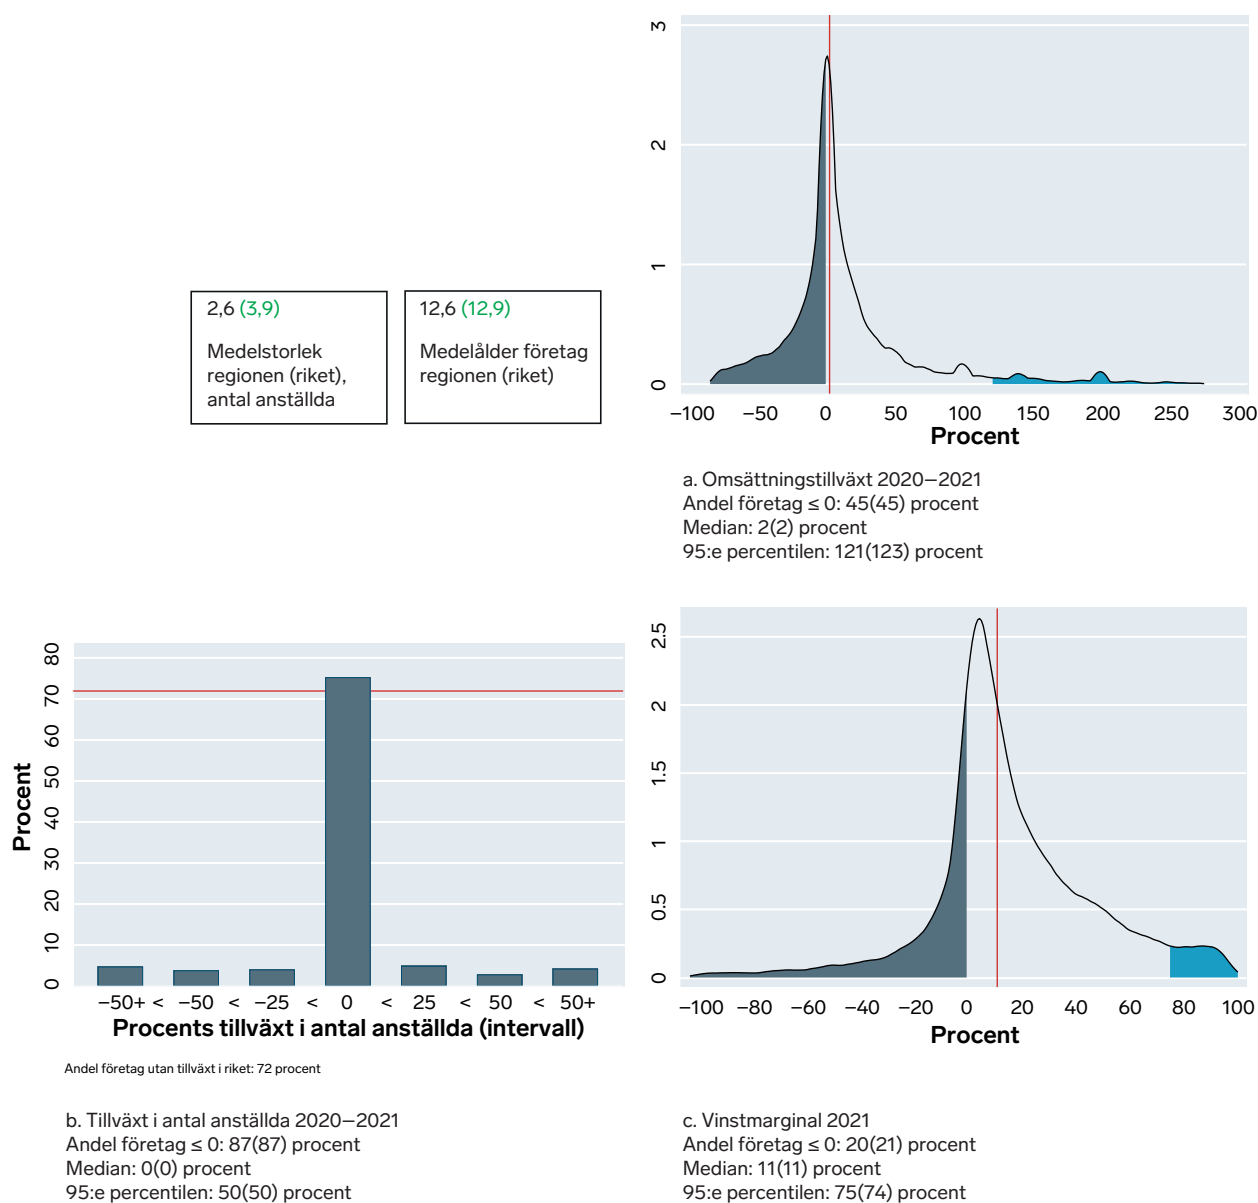 2,6 (3,9)
Medelstorlek
regionen (riket),
antal anställda
12,6 (12,9)
Medelålder företag
regionen (riket)
3
2
1
0
−100 −50 0 50 100 150 200 250 300
Procent
a. Omsättningstillväxt 2020–2021
Andel företag ≤ 0: 45(45) procent
Median: 2(2) procent
95:e percentilen: 121(123) procent
Procent
80
70
60
50
40
30
20
10
0
−50+ < −50 < −25 < 0 < 25 < 50 < 50+
Procents tillväxt i antal anställda (intervall)
Andel företag utan tillväxt i riket: 72 procent
b. Tillväxt i antal anställda 2020–2021
Andel företag ≤ 0: 87(87) procent
Median: 0(0) procent
95:e percentilen: 50(50) procent
2.5
2
1.5
1
0.5
0
−100 −80 −60 −40 −20 0 20 40 60 80 100
Procent
c. Vinstmarginal 2021
Andel företag ≤ 0: 20(21) procent
Median: 11(11) procent
95:e percentilen: 75(74) procent